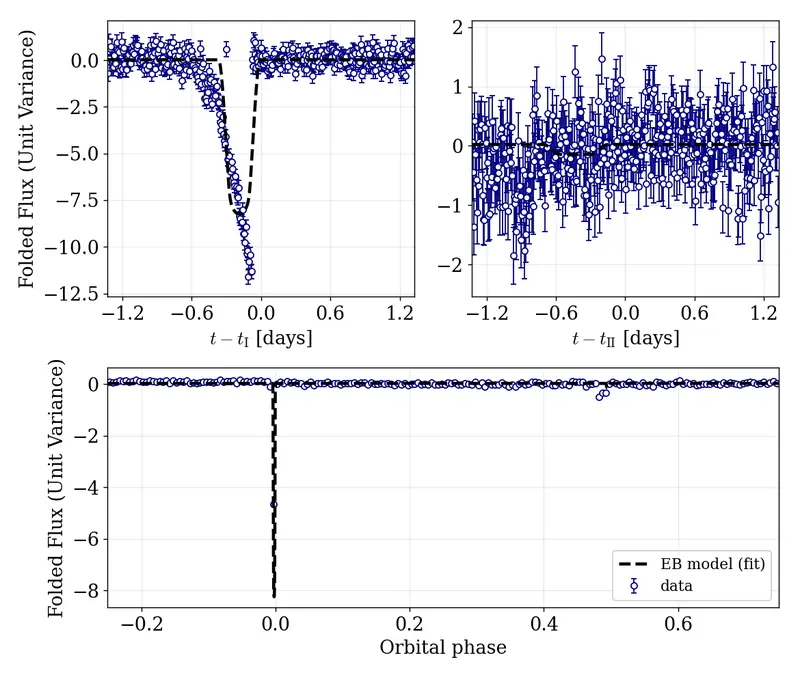 Folded Flux (Unit Variance)
0.0
−2.5
−5.0
−7.5
−10.0
−12.5
−1.2 −0.6 0.0 0.6 1.2
t − tI [days]
2
1
0
−1
−2
−1.2 −0.6 0.0 0.6 1.2
t − tII [days]
Folded Flux (Unit Variance)
0
−2
−4
−6
−8
−0.2 0.0 0.2 0.4 0.6
Orbital phase
EB model (fit)
data